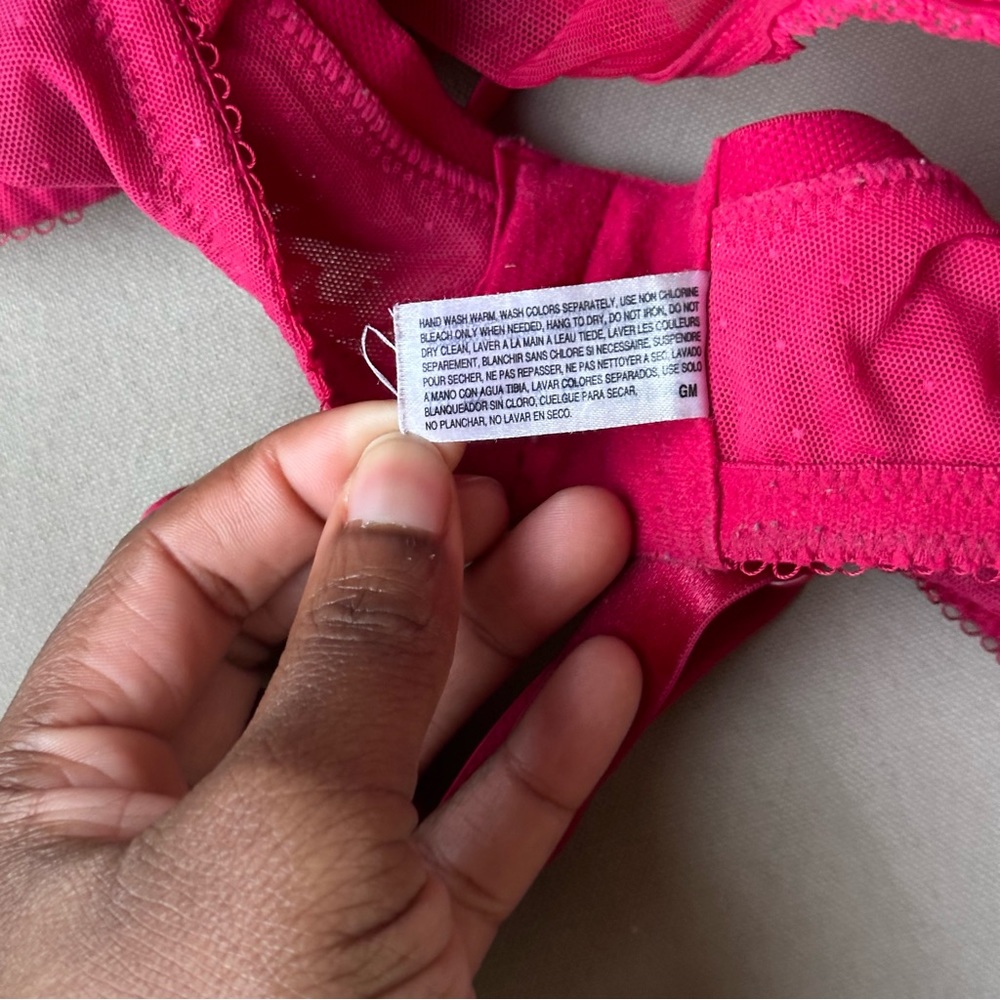 HAND WASH WARM, WASH COLORS SEPARATELY, USE NON CHLORINE
BLEACH ONLY WHEN NEEDED, HANG TO DRY, DO NOT IRON, DO NOT
DRY CLEAN, LAVER A LA MAIN A LEAU TIEDE, LAVER LES COULEURS
SEPAREMENT, BLANCHIR SANS CHLORE SI NECESSAIRE, SUSPENDRE
POUR SECHER, NE PAS REPASSER, NE PAS NETTOYER A SEC, LAVADO
A MANO CON AGUA TIBIA, LAVAR COLORES SEPARADOS, USE SOLO
BLANQUEADOR SIN CLORO, CUELGUE PARA SECAR,
NO PLANCHAR, NO LAVAR EN SECO.
GM